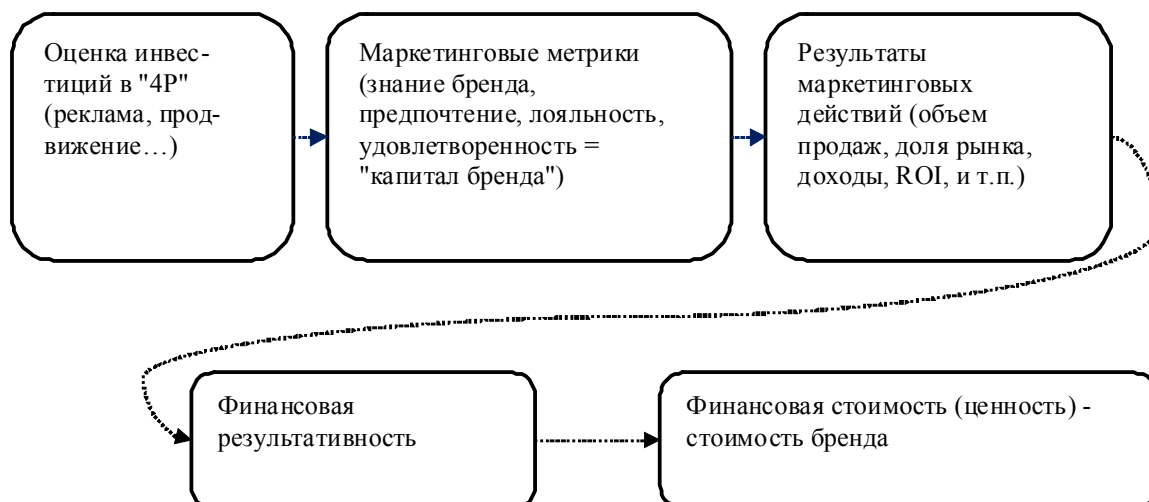 Оценка инвес-
тиций в "4P"
(реклама, прод-
вижение…)
Маркетинговые метрики
(знание бренда,
предпочтение, лояльность,
удовлетворенность =
"капитал бренда")
Результаты
маркетинговых
действий (объем
продаж, доля рынка,
доходы, ROI, и т.п.)
Финансовая
результативность
Финансовая стоимость (ценность) -
стоимость бренда